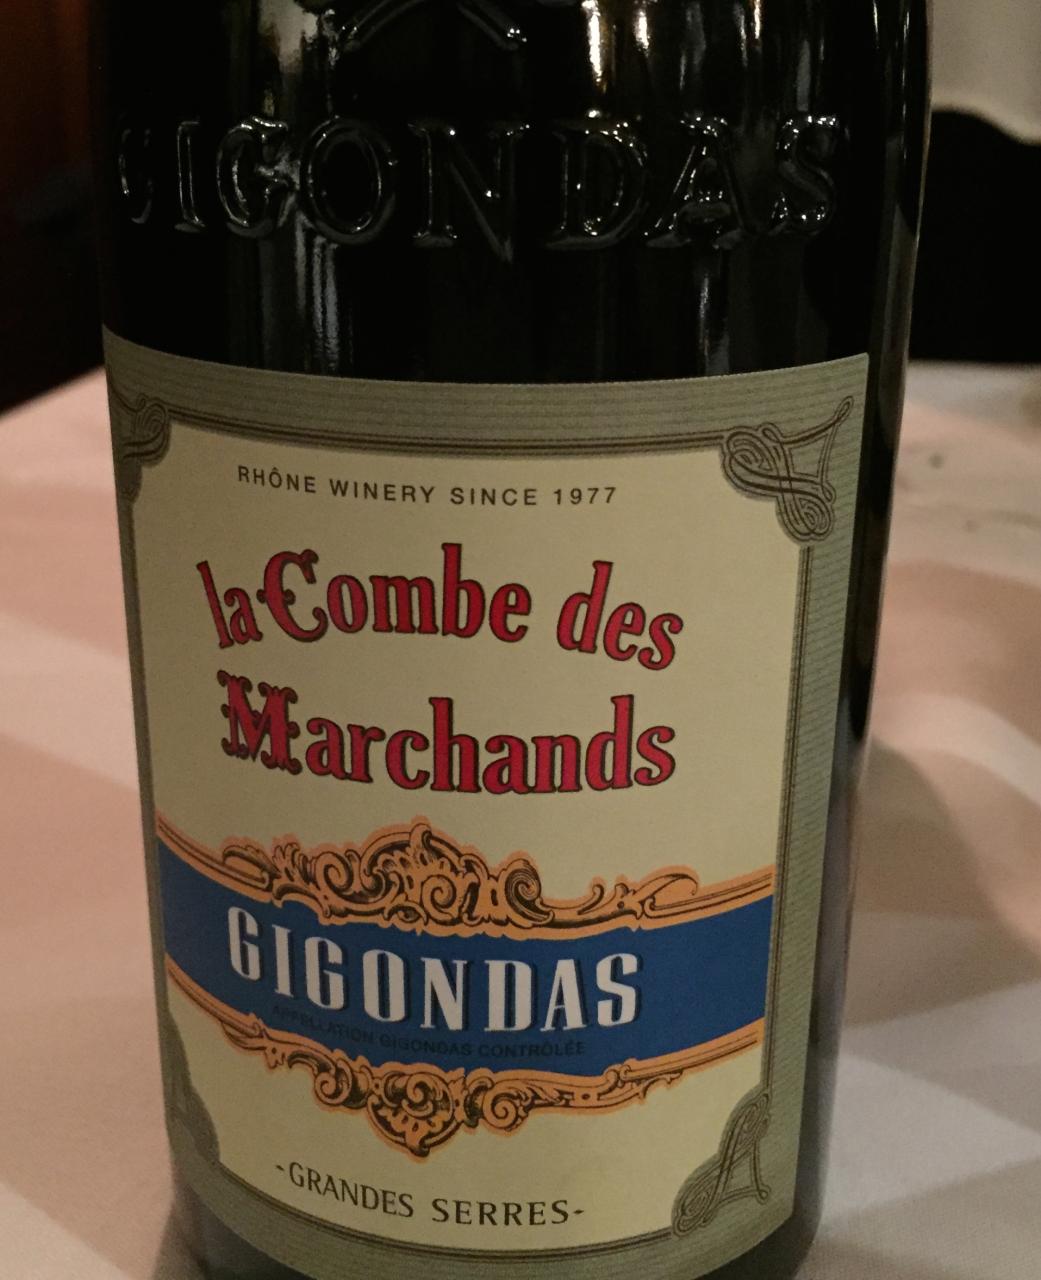 GIGONDAS
RHÔNE WINERY SINCE 1977
la Combe des
Marchands
GIGONDAS
APPELLATION GIGONDAS CONTRÔLÉE
-GRANDES SERRES-